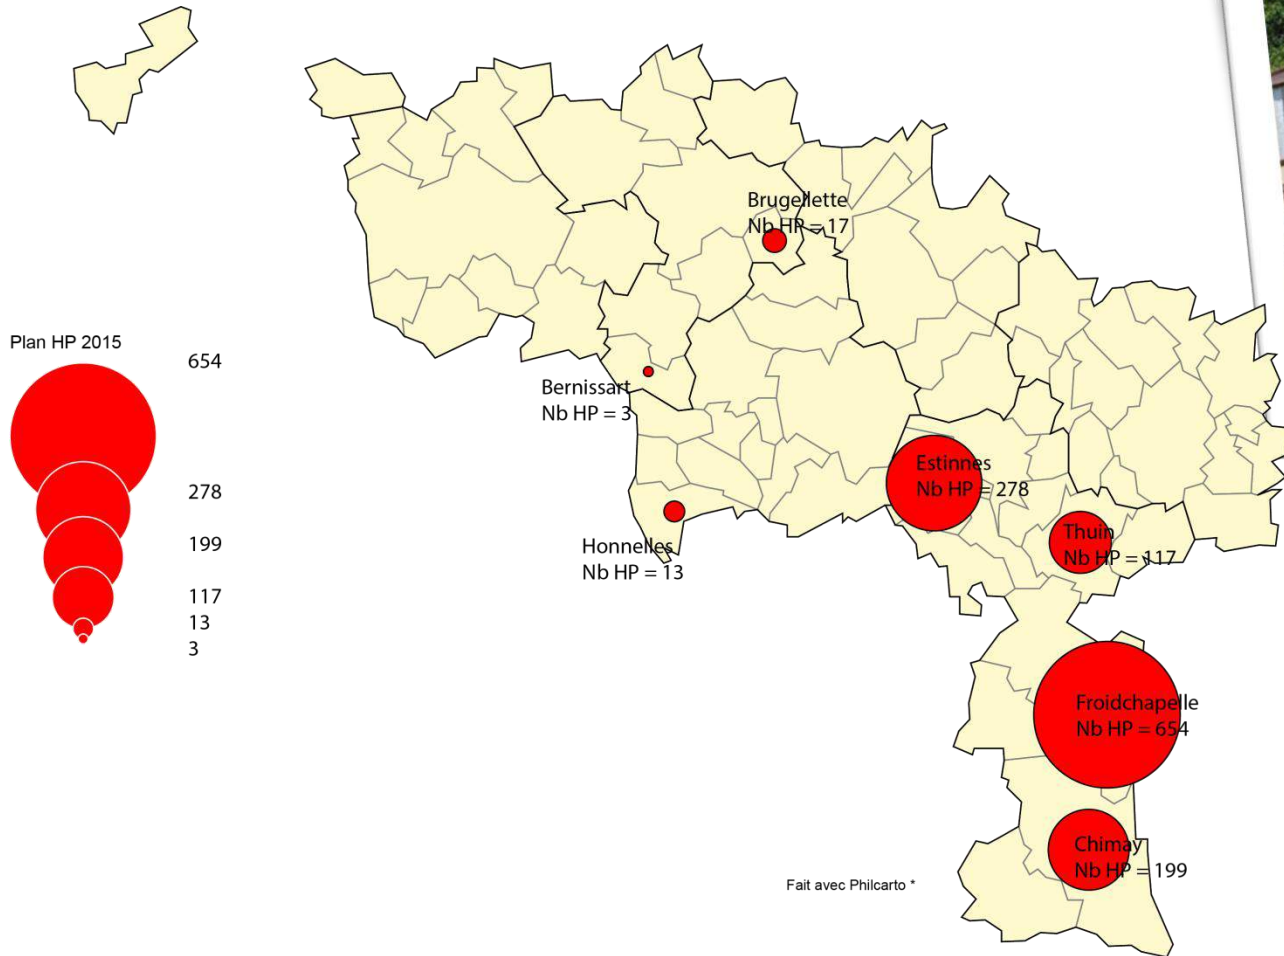 Brugellette
Nb HP = 17
Plan HP 2015
654
278
199
117
13
3
Bernissart
Nb HP = 3
Estinnes
Nb HP = 278
Honnelles
Nb HP = 13
Thuin
Nb HP = 117
Froidchapelle
Nb HP = 654
Chimay
Nb HP = 199
Fait avec Philcarto *